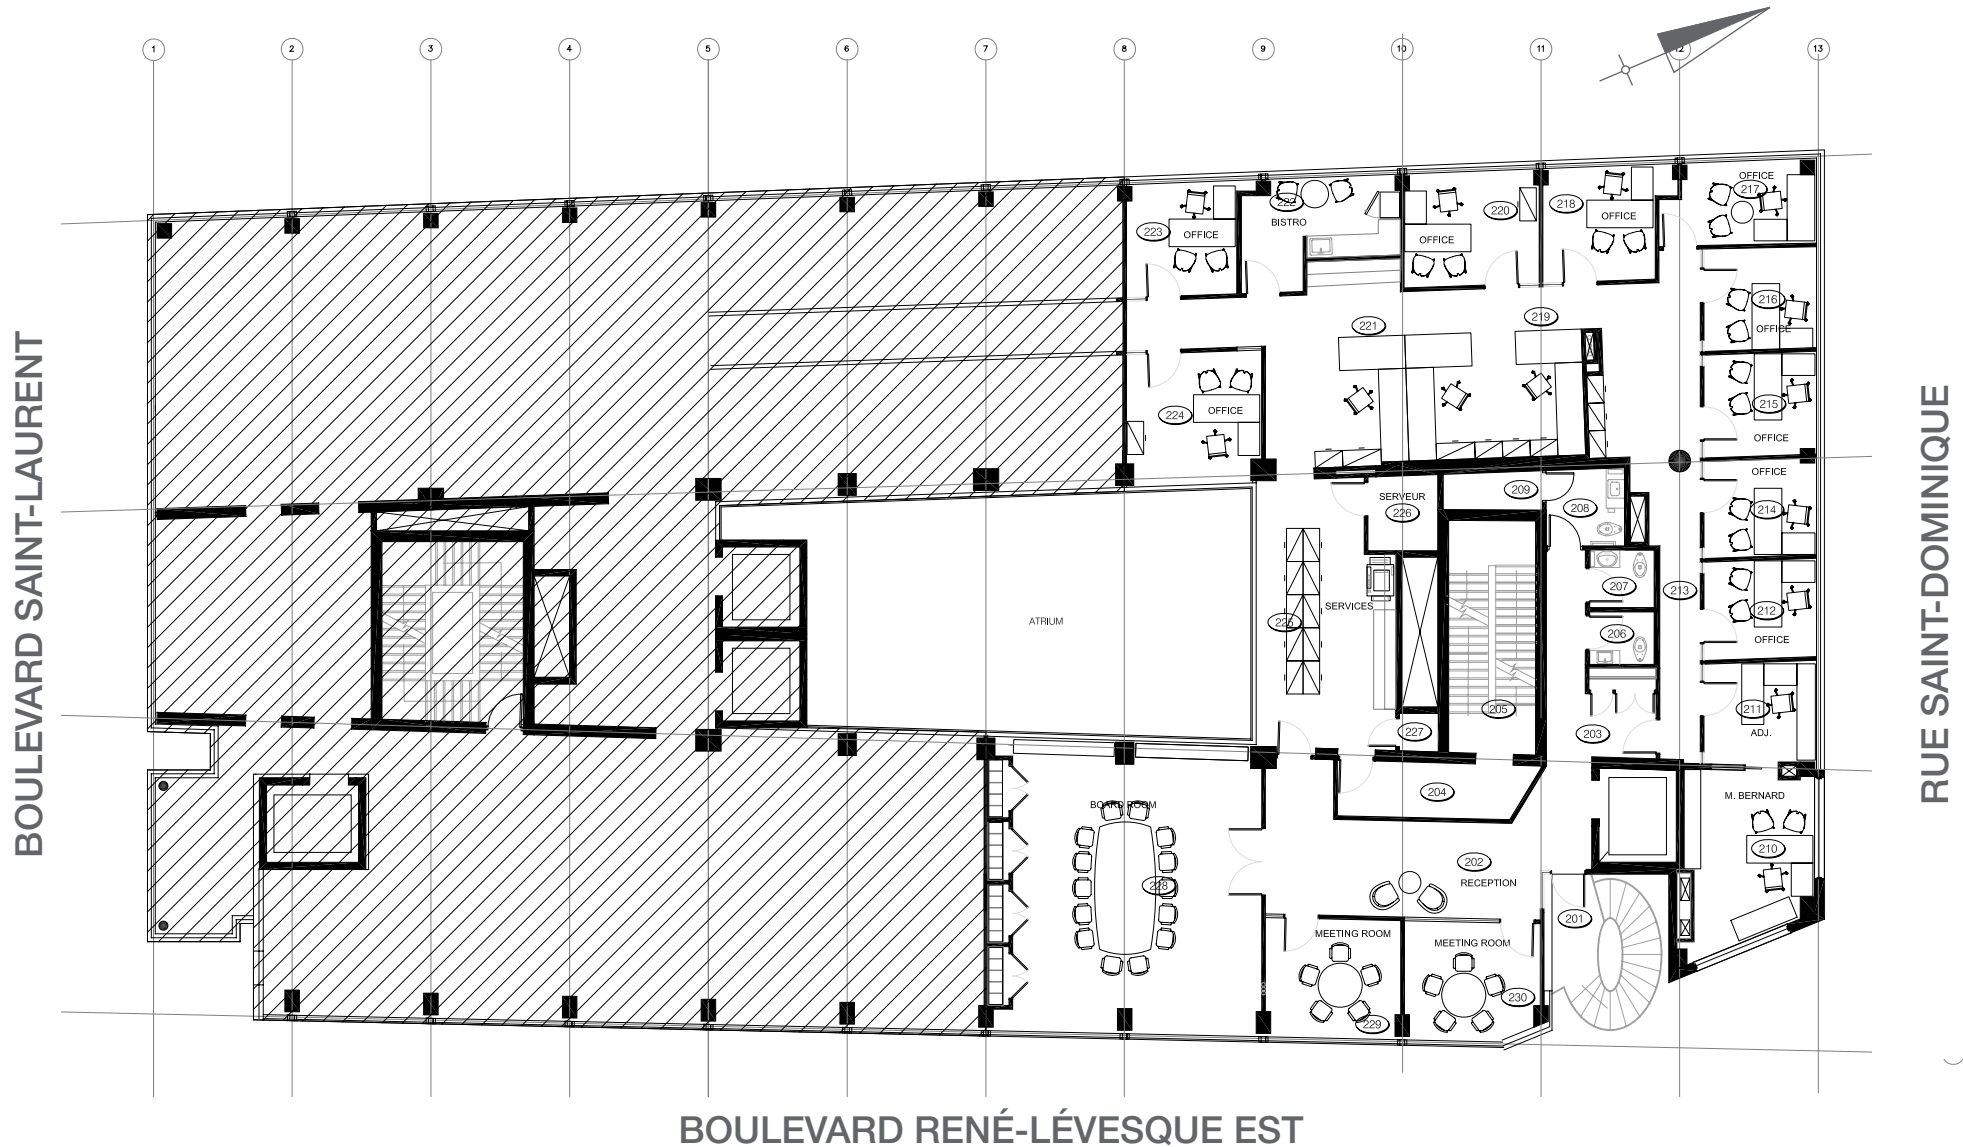 1 2 3 4 5 6 7 8 9 10 11 12 13
OFFICE
217
222
BISTRO
220
218
OFFICE
223
OFFICE
OFFICE
216
OFFICE
221
219
215
OFFICE
224
OFFICE
OFFICE
214
SERVEUR
226
209
208
207
213
212
OFFICE
206
ATRIUM
SERVICES
225
205
211
ADJ.
227
203
204
M. BERNARD
210
BOARD ROOM
228
202
RECEPTION
201
MEETING ROOM
229
MEETING ROOM
230
BOULEVARD SAINT-LAURENT
RUE SAINT-DOMINIQUE
BOULEVARD RENÉ-LÉVESQUE EST